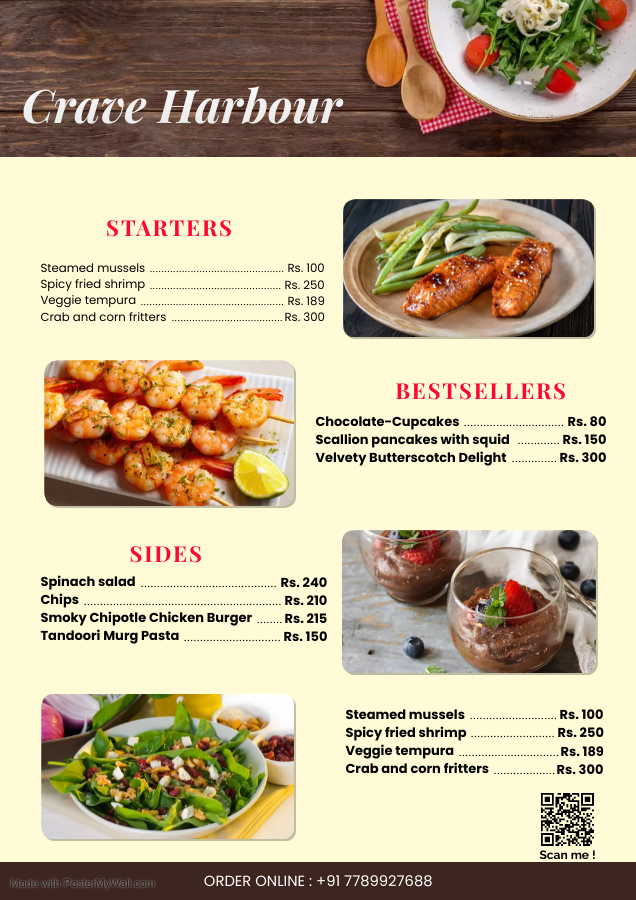 Crave Harbour
STARTERS
Steamed mussels ........ Rs. 100
Spicy fried shrimp ........ Rs. 250
Veggie tempura ........ Rs. 189
Crab and corn fritters ........ Rs. 300
BESTSELLERS
Chocolate-Cupcakes ........ Rs. 80
Scallion pancakes with squid ........ Rs. 150
Velvety Butterscotch Delight ........ Rs. 300
SIDES
Spinach salad ........ Rs. 240
Chips ........ Rs. 210
Smoky Chipotle Chicken Burger ........ Rs. 215
Tandoori Murg Pasta ........ Rs. 150
Steamed mussels ........ Rs. 100
Spicy fried shrimp ........ Rs. 250
Veggie tempura ........ Rs. 189
Crab and corn fritters ........ Rs. 300
Scan me !
Made with PosterMyWall.com
ORDER ONLINE : +91 7789927688